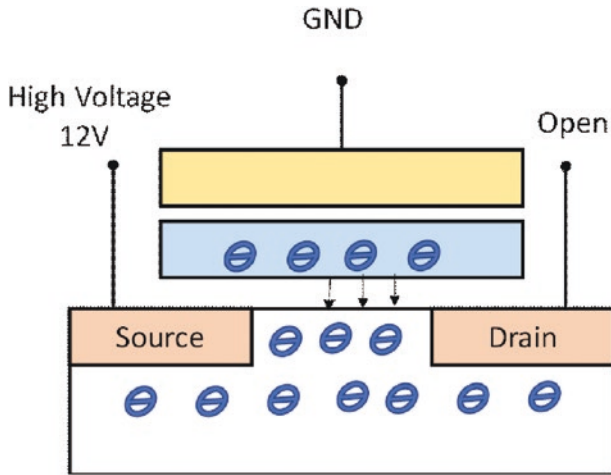 GND
High Voltage
12V
Open
Source
Drain